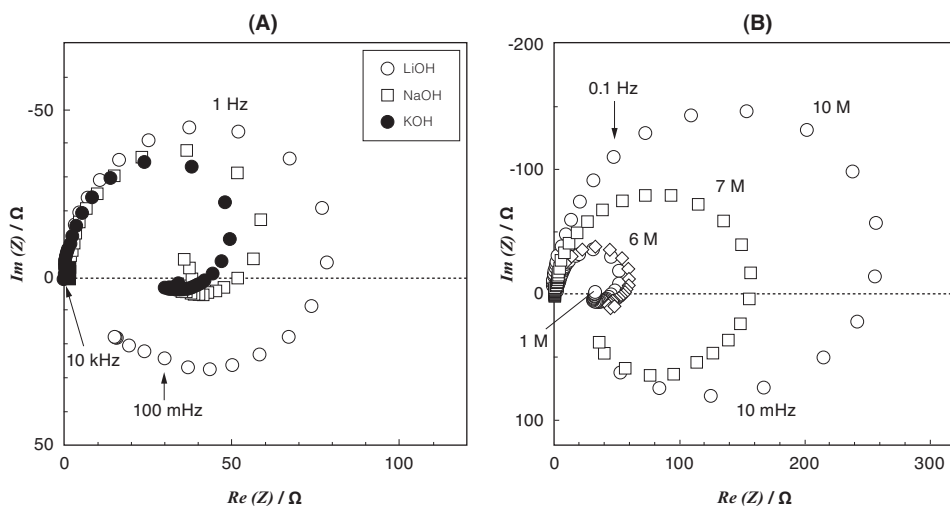 (A)
-50
0
50
0
50
100
Im (Z) / Ω
Re (Z) / Ω
LiOH
NaOH
KOH
1 Hz
10 kHz
100 mHz
(B)
-200
-100
0
100
0
100
200
300
Im (Z) / Ω
Re (Z) / Ω
0.1 Hz
10 M
7 M
6 M
1 M
10 mHz